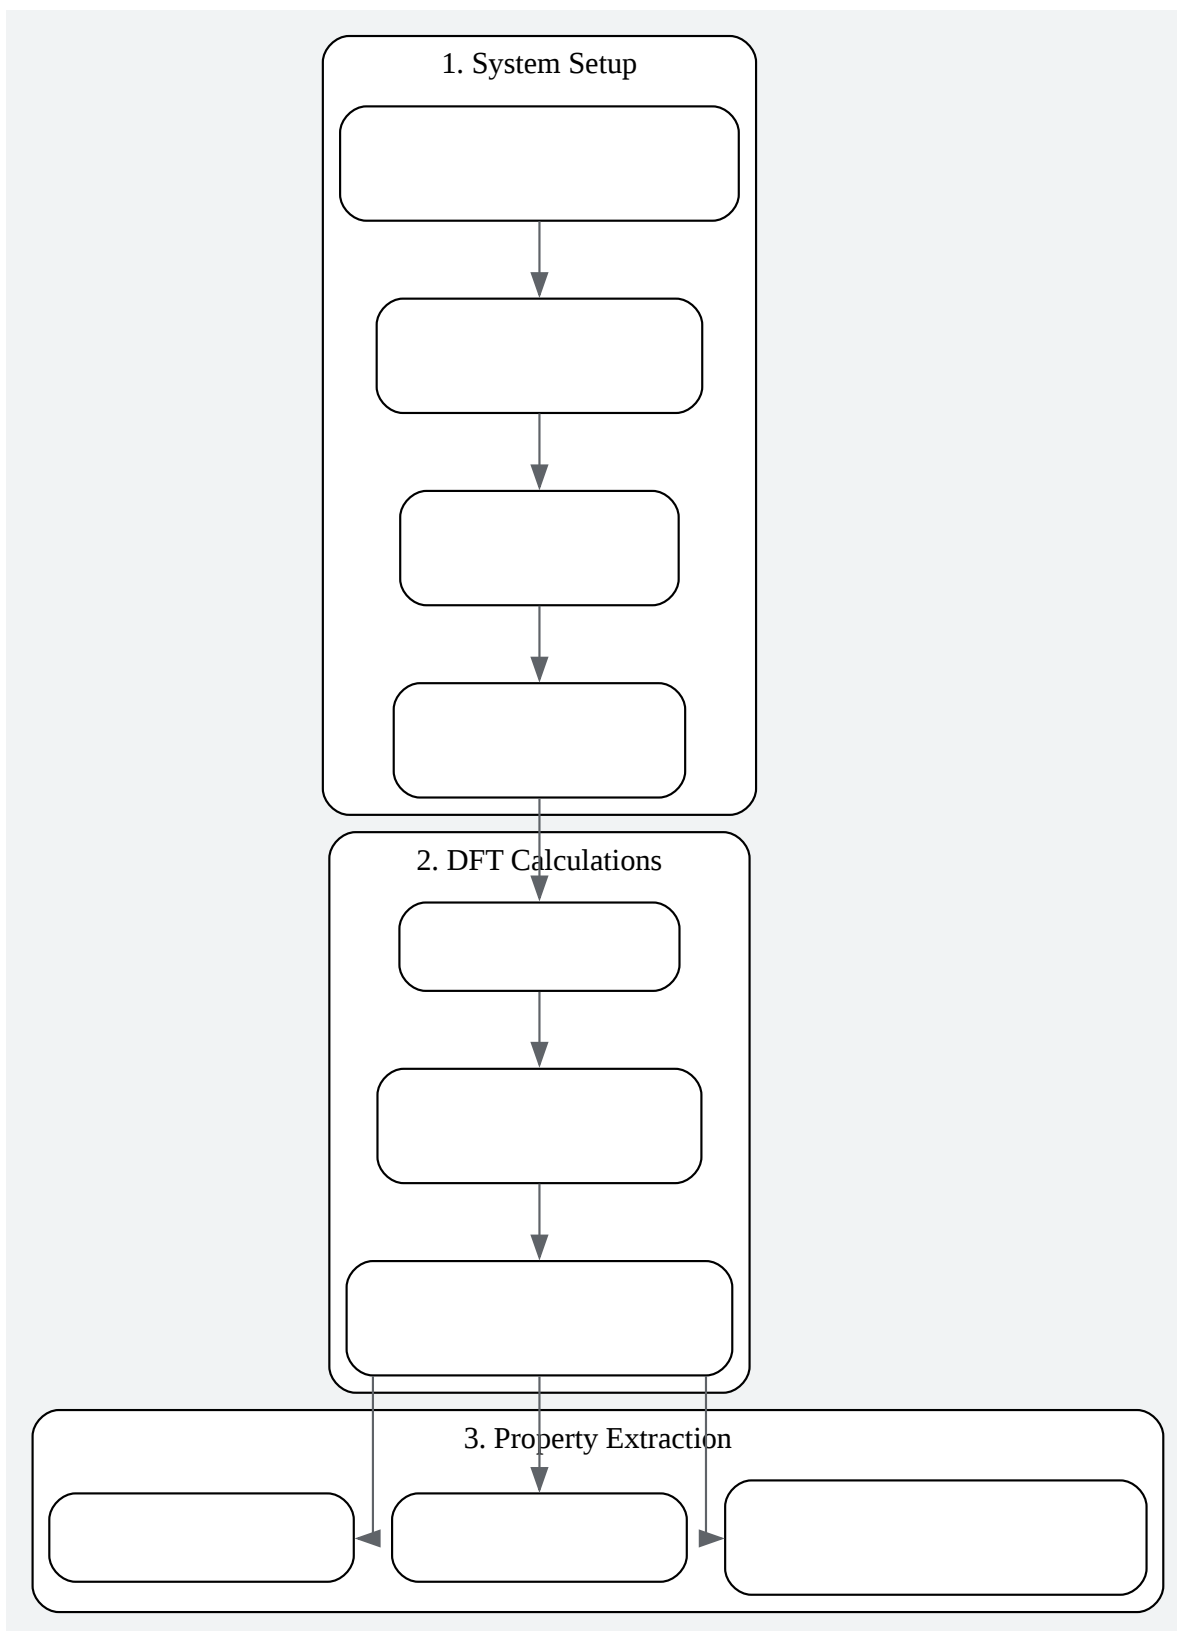 1. System Setup
2. DFT Calculations
3. Property Extraction